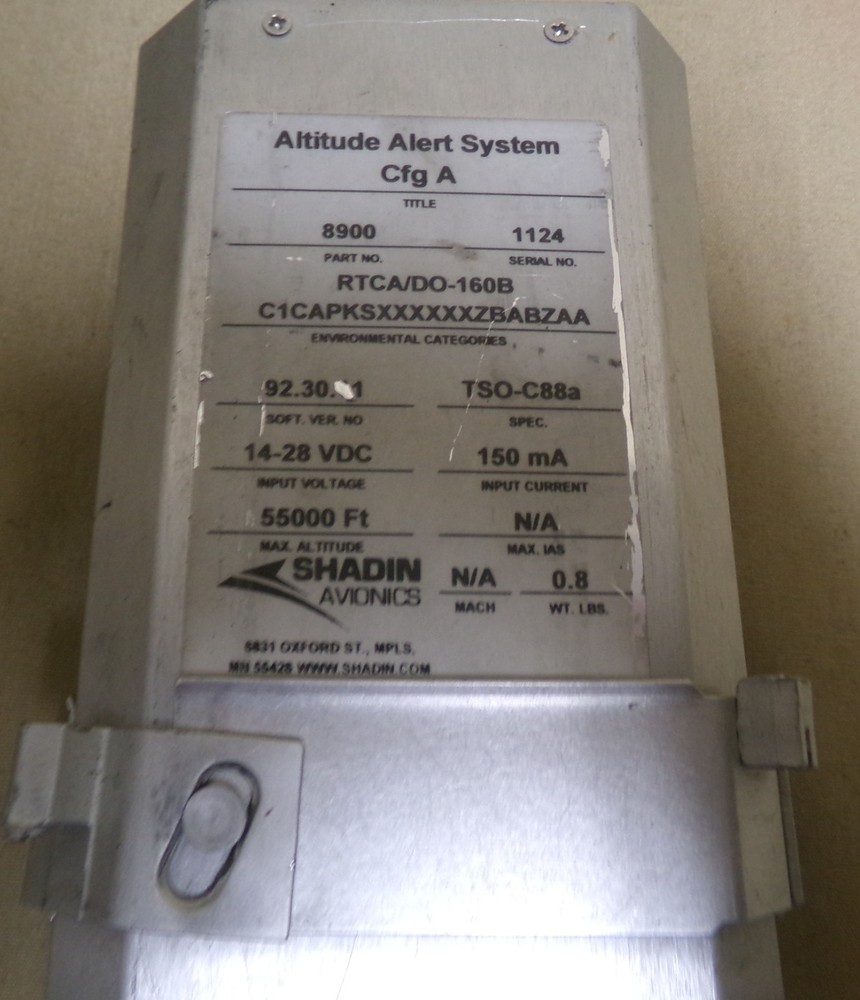 Altitude Alert System
Cfg A
TITLE
8900 1124
PART NO. SERIAL NO.
RTCA/DO-160B
C1CAPKSXXXXXXZBABZAA
ENVIRONMENTAL CATEGORIES
TSO-C88a
SOFT. VER. NO SPEC.
14-28 VDC 150 mA
INPUT VOLTAGE INPUT CURRENT
55000 Ft N/A
MAX. ALTITUDE MAX. IAS
SHADIN N/A 0.8
AVIONICS MACH WT. LBS.
OXFORD ST., MPLS,
MN 55428 WWW.SHADIN.COM